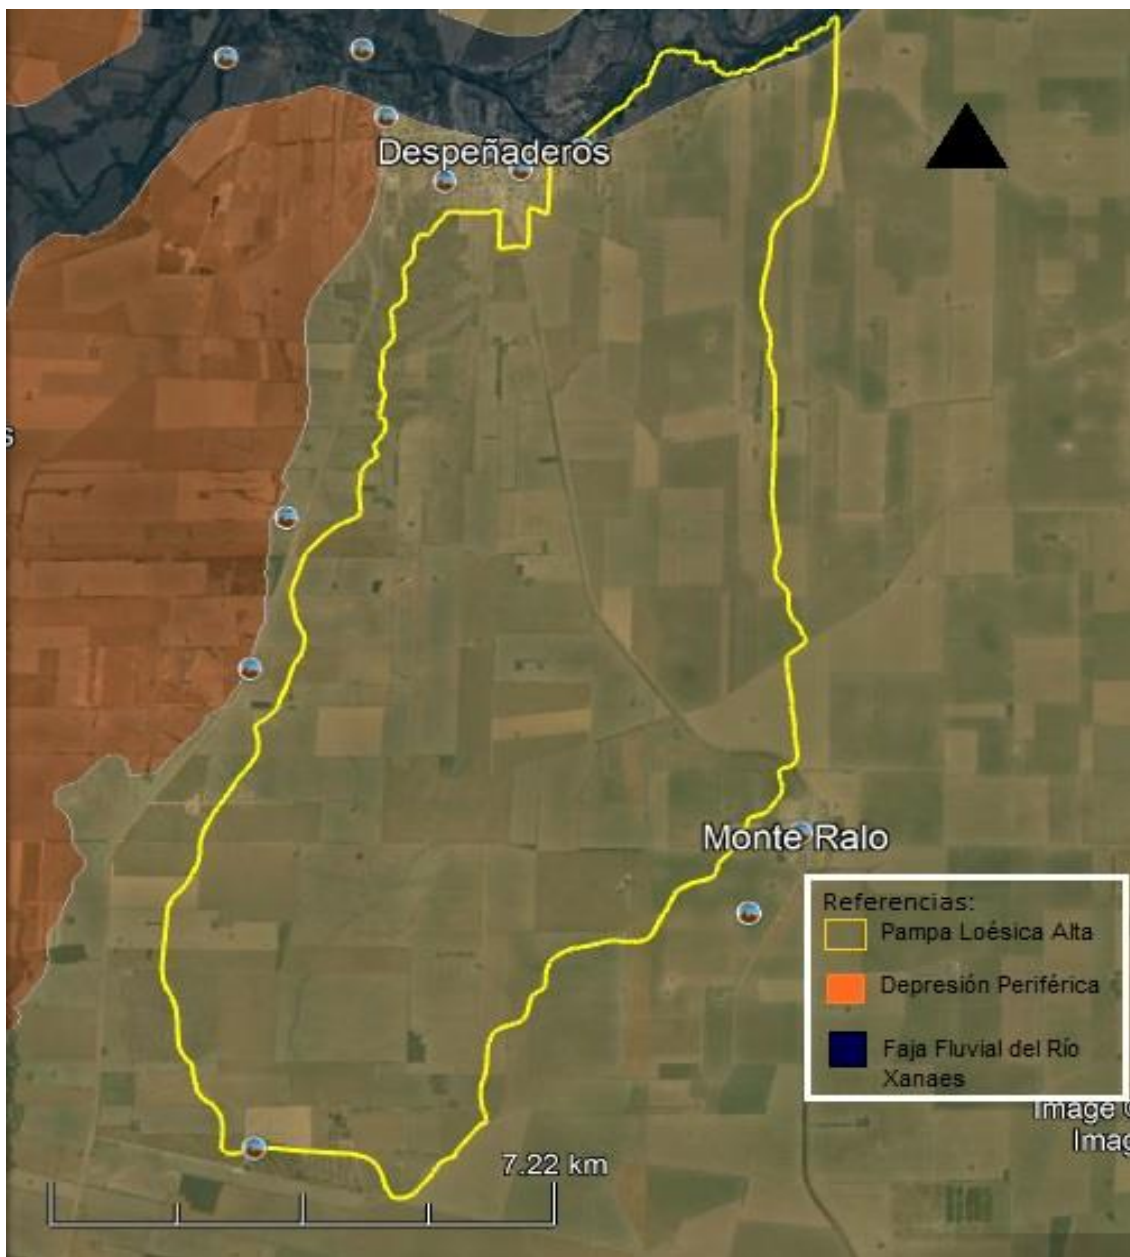 Despeñaderos
s
Monte Ralo
Referencias:
Pampa Loésica Alta
Depresión Periférica
Faja Fluvial del Río
Xanaes
Image ©
Imag
7.22 km